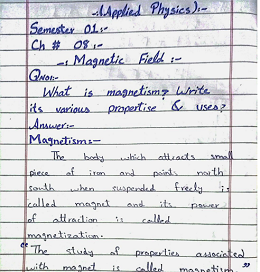 :(Applied Physics):-
Semester 01:-
Ch # 08:-
-: Magnetic Field :-
Qno1:-
What is magnetism? Write
its various propertise & uses?
Answer:-
Magnetism:-
The body which attracts small
piece of iron and points north
south when suspended freely is
called magnet and its power
of attraction is called
magnetization.
"The study of properties associated
with magnet is called magnetism"